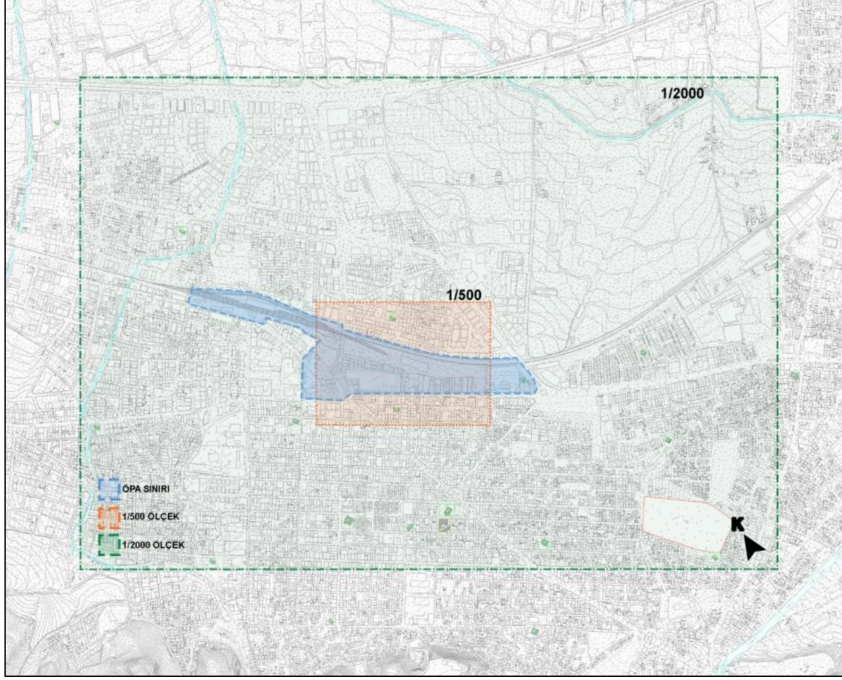 1/2000
1/500
ÖPA SINIRI
1/500 ÖLÇEK
1/2000 ÖLÇEK
K